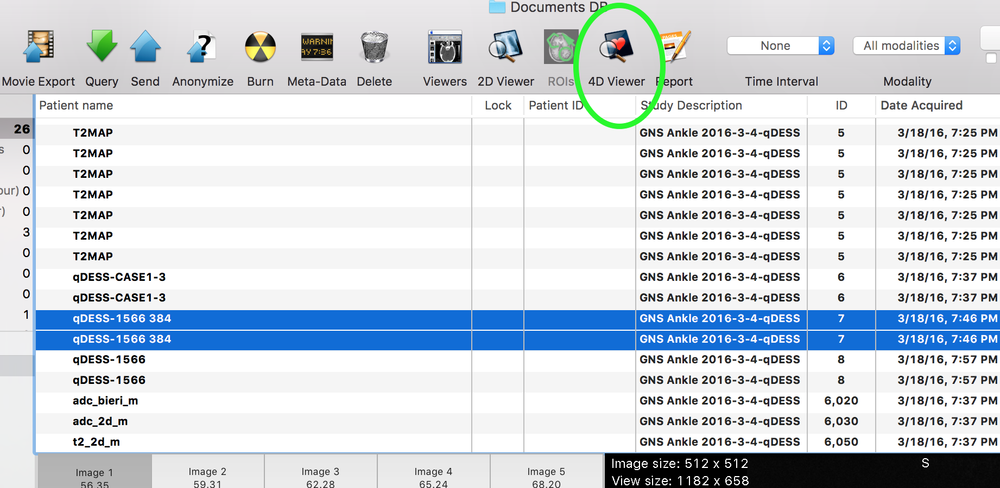 Documents DB
WARNIN
AY 7:36
PAGES
None
All modalities
Movie Export Query Send Anonymize Burn Meta-Data Delete Viewers 2D Viewer ROIs 4D Viewer Report Time Interval Modality
Patient name Lock Patient ID Study Description ID Date Acquired
26
T2MAP GNS Ankle 2016-3-4-qDESS 5 3/18/16, 7:25 PM
s 0 T2MAP GNS Ankle 2016-3-4-qDESS 5 3/18/16, 7:25 PM
0 T2MAP GNS Ankle 2016-3-4-qDESS 5 3/18/16, 7:25 PM
our) 0 T2MAP GNS Ankle 2016-3-4-qDESS 5 3/18/16, 7:25 PM
r) 0 T2MAP GNS Ankle 2016-3-4-qDESS 5 3/18/16, 7:25 PM
3 T2MAP GNS Ankle 2016-3-4-qDESS 5 3/18/16, 7:25 PM
0 T2MAP GNS Ankle 2016-3-4-qDESS 5 3/18/16, 7:25 PM
0 qDESS-CASE1-3 GNS Ankle 2016-3-4-qDESS 6 3/18/16, 7:37 PM
0 qDESS-CASE1-3 GNS Ankle 2016-3-4-qDESS 6 3/18/16, 7:37 PM
1 qDESS-1566 384 GNS Ankle 2016-3-4-qDESS 7 3/18/16, 7:46 PM
qDESS-1566 384 GNS Ankle 2016-3-4-qDESS 7 3/18/16, 7:46 PM
qDESS-1566 GNS Ankle 2016-3-4-qDESS 8 3/18/16, 7:57 PM
qDESS-1566 GNS Ankle 2016-3-4-qDESS 8 3/18/16, 7:57 PM
adc_bieri_m GNS Ankle 2016-3-4-qDESS 6,020 3/18/16, 7:37 PM
adc_2d_m GNS Ankle 2016-3-4-qDESS 6,030 3/18/16, 7:37 PM
t2_2d_m GNS Ankle 2016-3-4-qDESS 6,050 3/18/16, 7:37 PM
Image 1 Image 2 Image 3 Image 4 Image 5
56.35 59.31 62.28 65.24 68.20
Image size: 512 x 512 S
View size: 1182 x 658